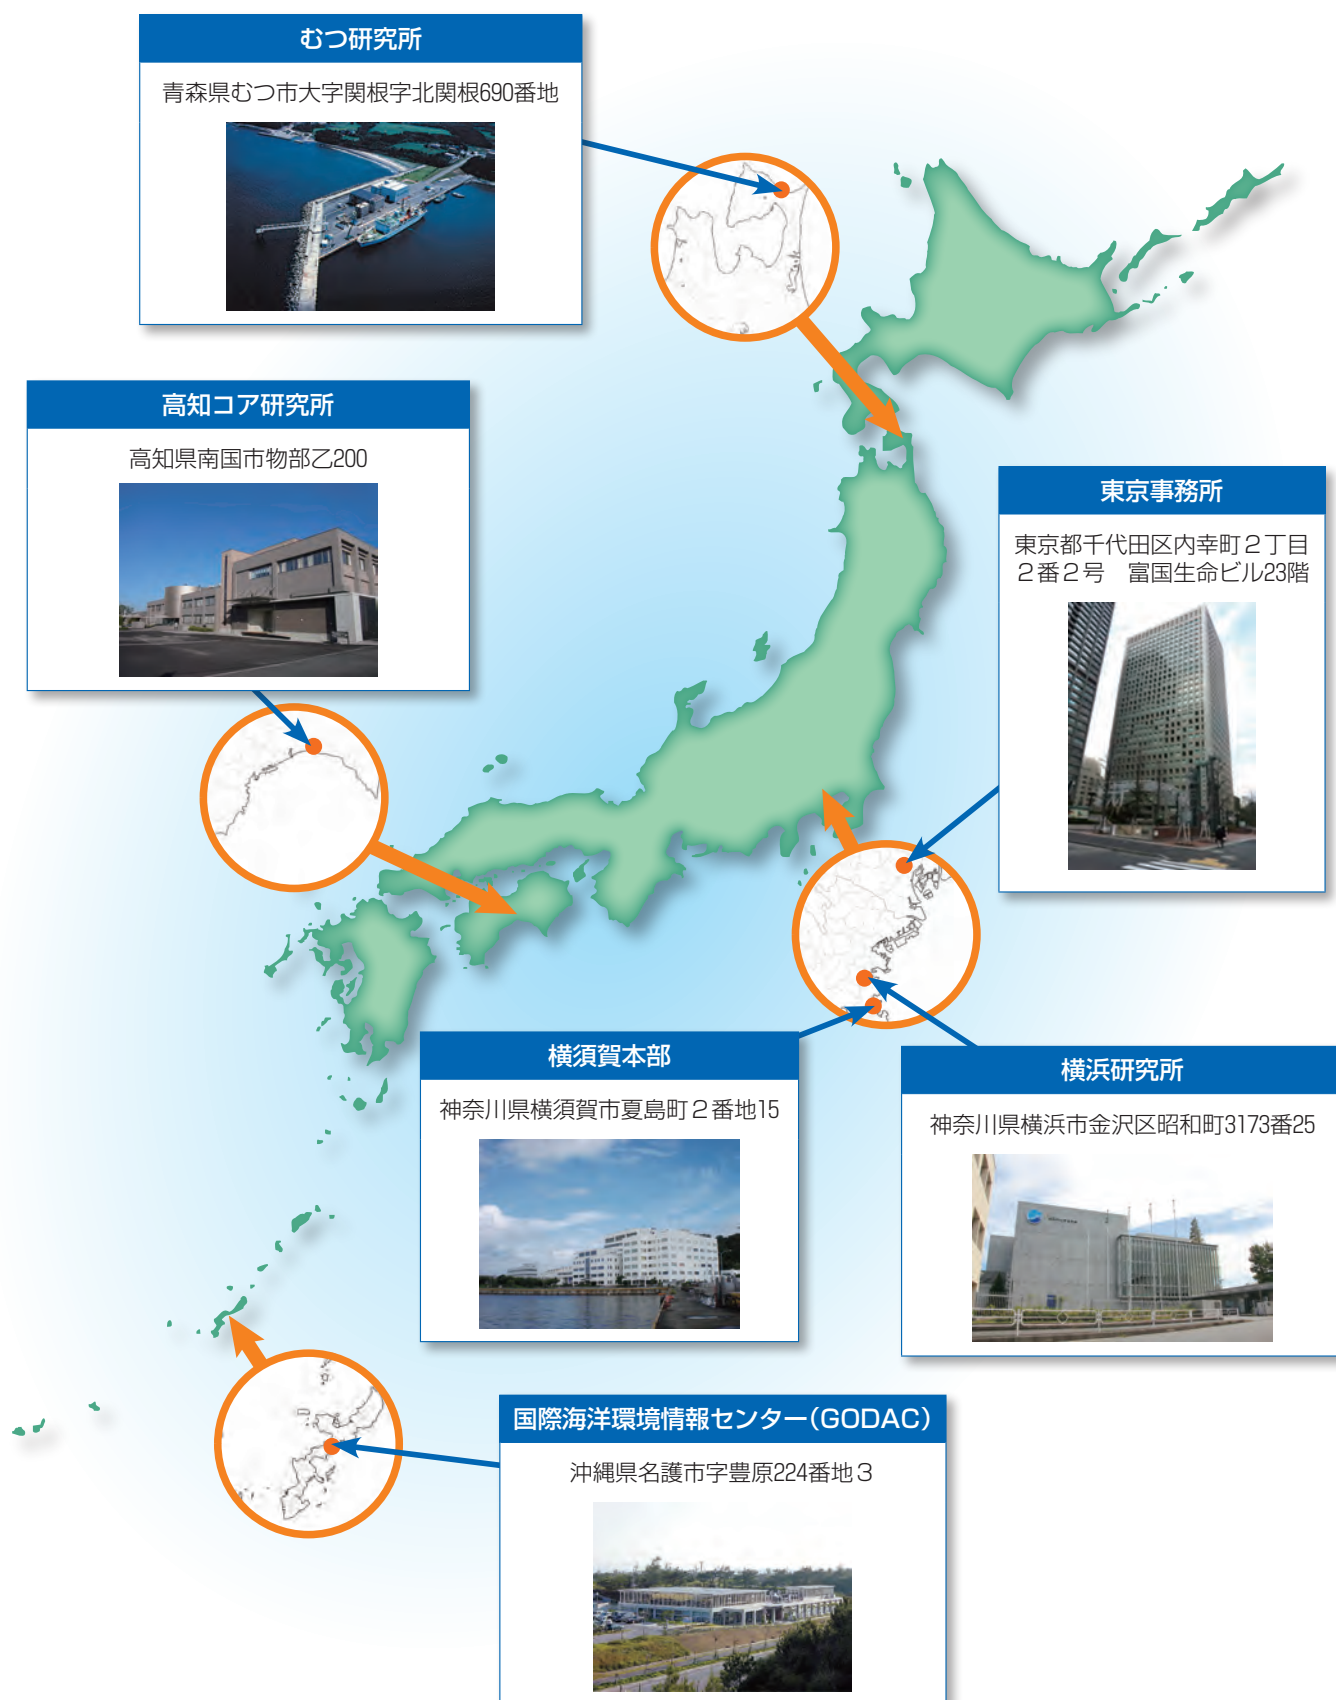 むつ研究所
青森県むつ市大字関根字北関根690番地
高知コア研究所
高知県南国市物部乙200
東京事務所
東京都千代田区内幸町２丁目
２番２号　富国生命ビル23階
横須賀本部
神奈川県横須賀市夏島町２番地15
横浜研究所
神奈川県横浜市金沢区昭和町3173番25
国際海洋環境情報センター（GODAC）
沖縄県名護市字豊原224番地３